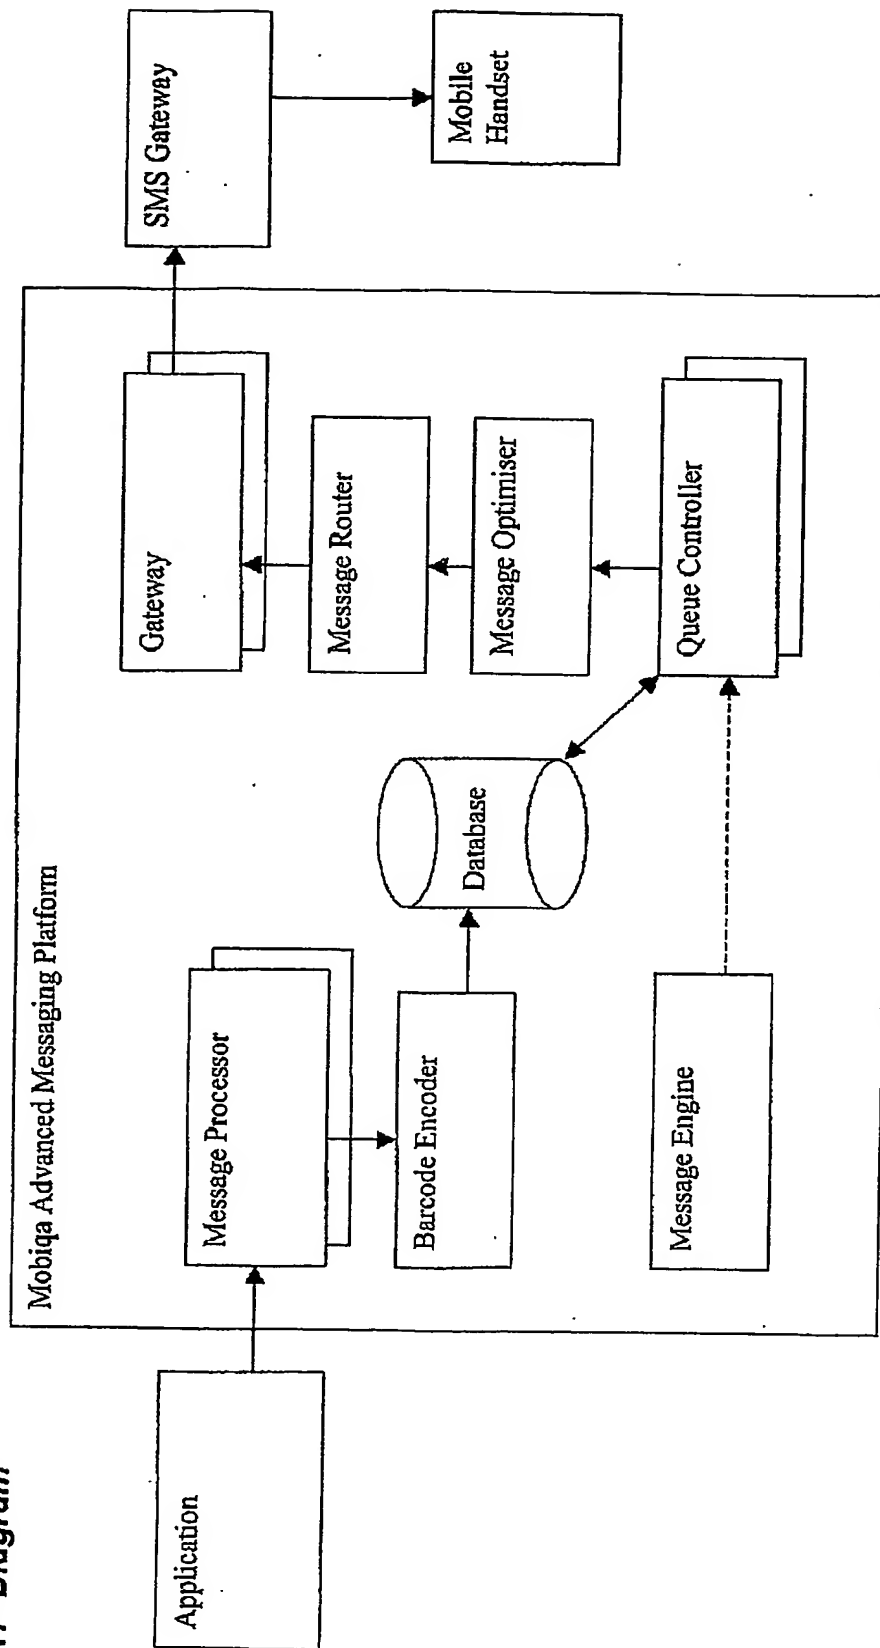 Diagram
Mobiqa Advanced Messaging Platform
Application
Message Processor
Barcode Encoder
Message Engine
Database
Gateway
Message Router
Message Optimiser
Queue Controller
SMS Gateway
Mobile
Handset